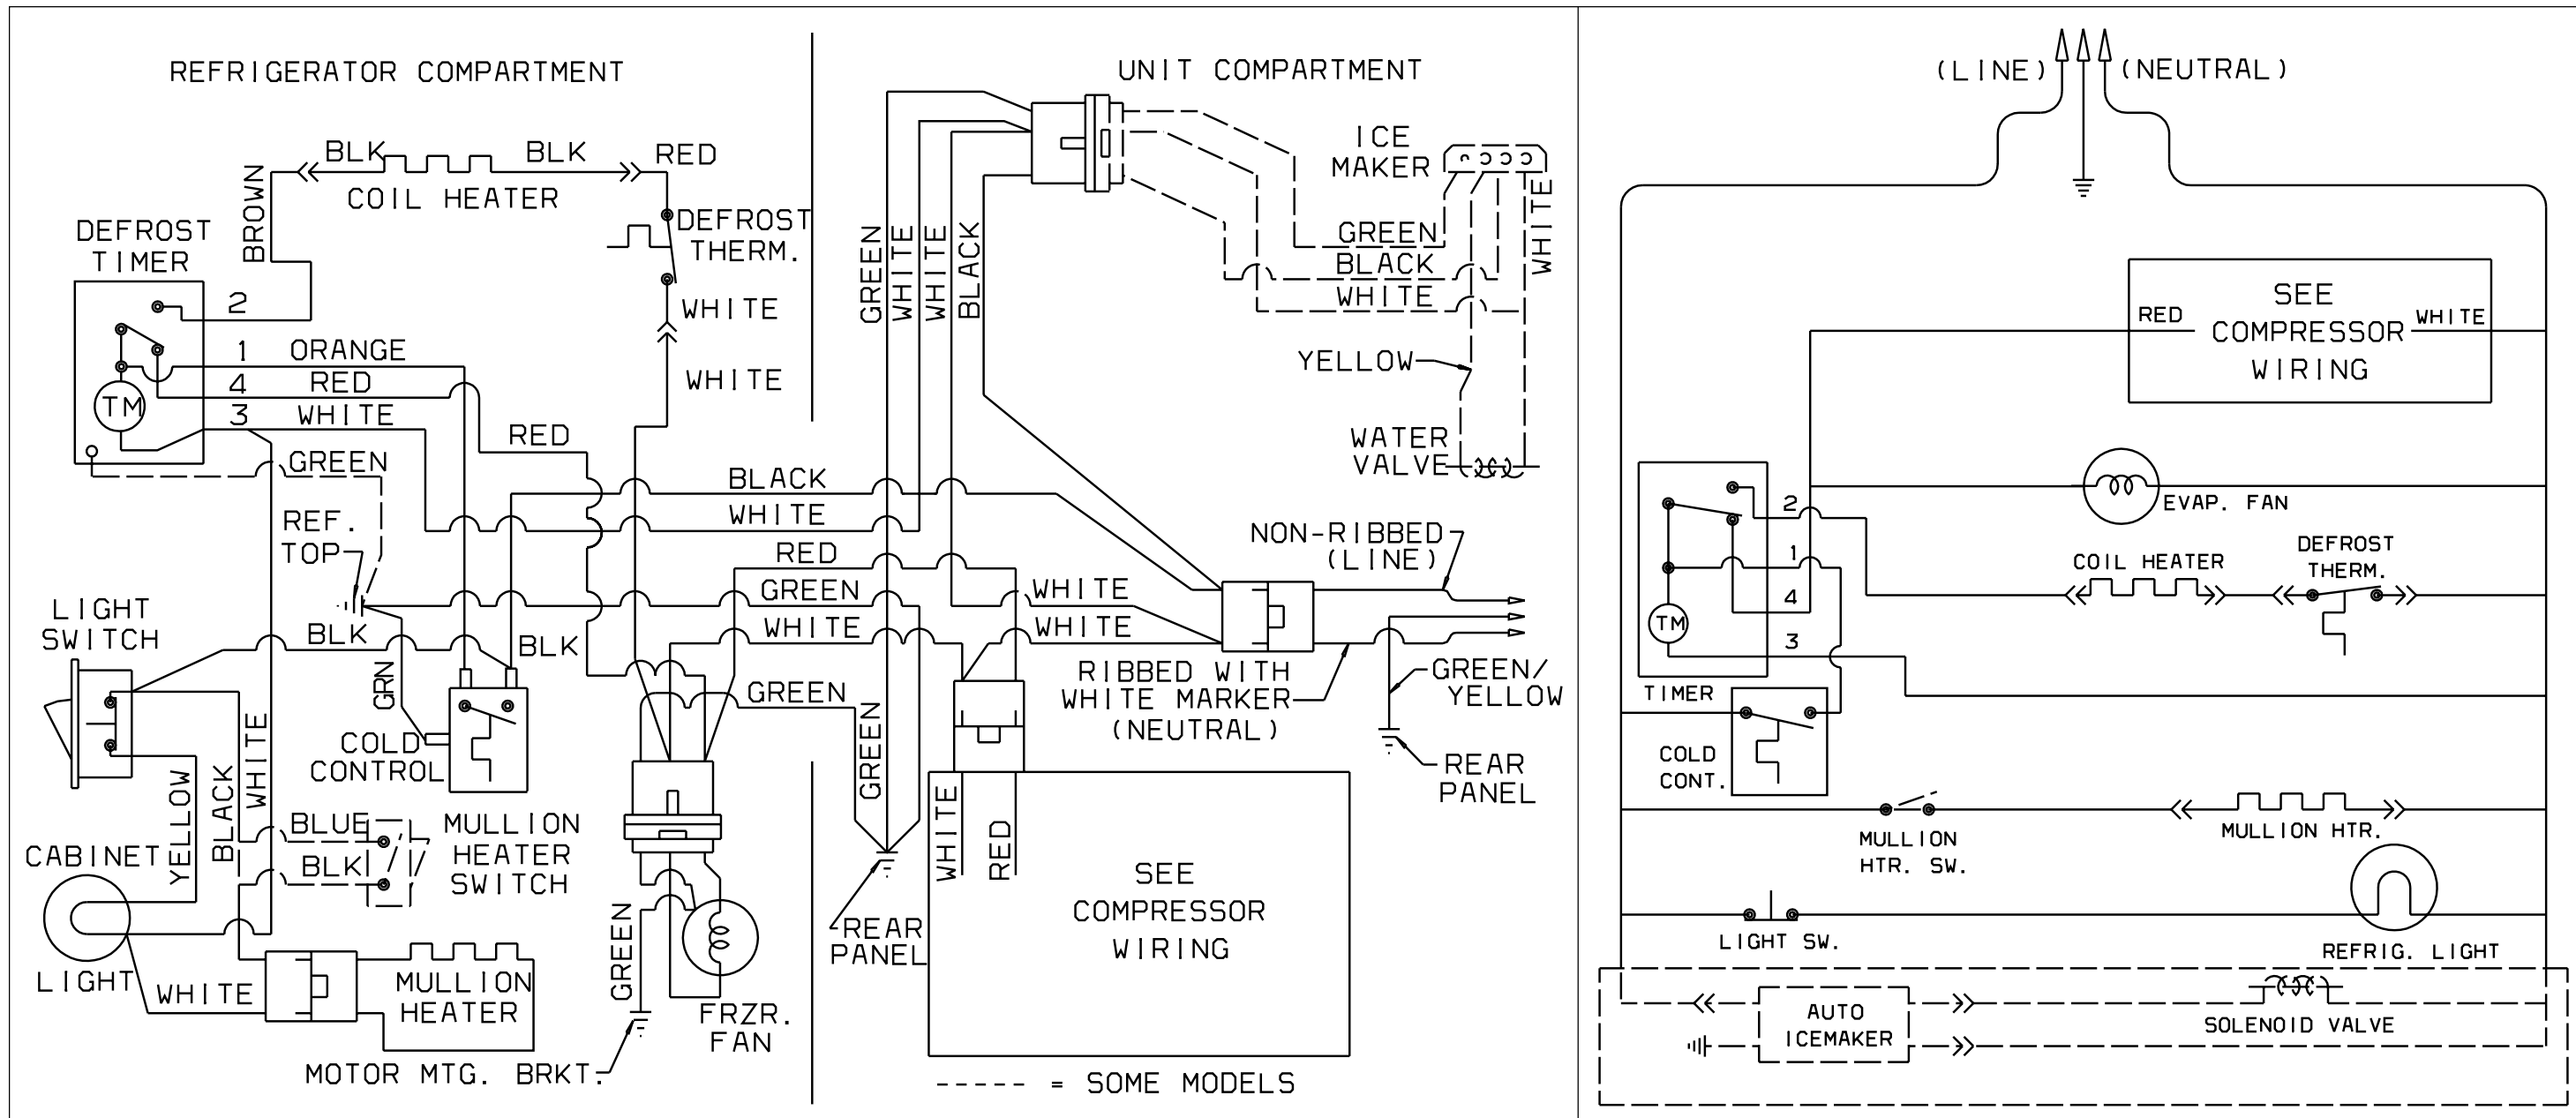 REFRIGERATOR COMPARTMENT
BLK
BLK
RED
COIL HEATER
BROWN
DEFROST
TIMER
DEFROST
THERM.
2
WHITE
1
ORANGE
4
RED
WHITE
TM
3
WHITE
RED
GREEN
BLACK
WHITE
REF.
TOP
RED
GREEN
LIGHT
SWITCH
BLK
BLK
WHITE
GRN
GREEN
COLD
CONTROL
YELLOW
BLACK
WHITE
BLUE
BLK
MULLION
HEATER
SWITCH
CABINET
LIGHT
WHITE
MULLION
HEATER
GREEN
FRZR.
FAN
MOTOR MTG. BRKT.
UNIT COMPARTMENT
ICE
MAKER
GREEN
WHITE
WHITE
BLACK
GREEN
BLACK
WHITE
WHITE
YELLOW
WATER
VALVE
NON-RIBBED
(LINE)
WHITE
WHITE
RIBBED WITH
WHITE MARKER
(NEUTRAL)
GREEN/
YELLOW
REAR
PANEL
GREEN
REAR
PANEL
WHITE
RED
SEE
COMPRESSOR
WIRING
----- = SOME MODELS
(LINE)
(NEUTRAL)
RED
SEE
COMPRESSOR
WIRING
WHITE
EVAP. FAN
2
1
4
3
TM
TIMER
COIL HEATER
DEFROST
THERM.
COLD
CONT.
MULLION
HTR. SW.
MULLION HTR.
LIGHT SW.
REFRIG. LIGHT
AUTO
ICEMAKER
SOLENOID VALVE